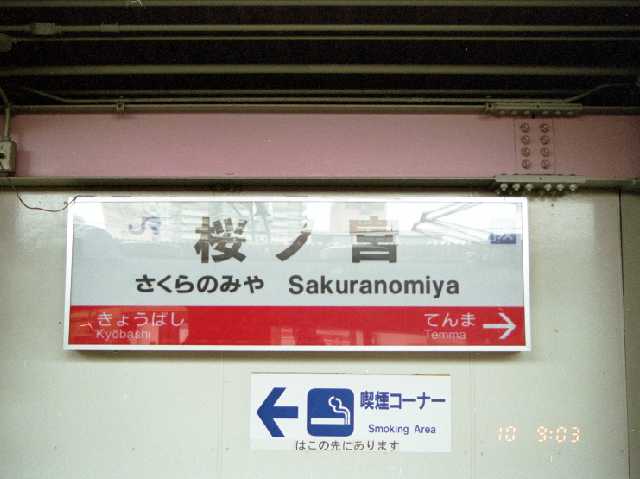 JR
桜ノ宮
さくらのみや Sakuranomiya
きょうばし
Kyōbashi
てんま
Temma
喫煙コーナー
Smoking Area
はこの先にあります
10 9:03